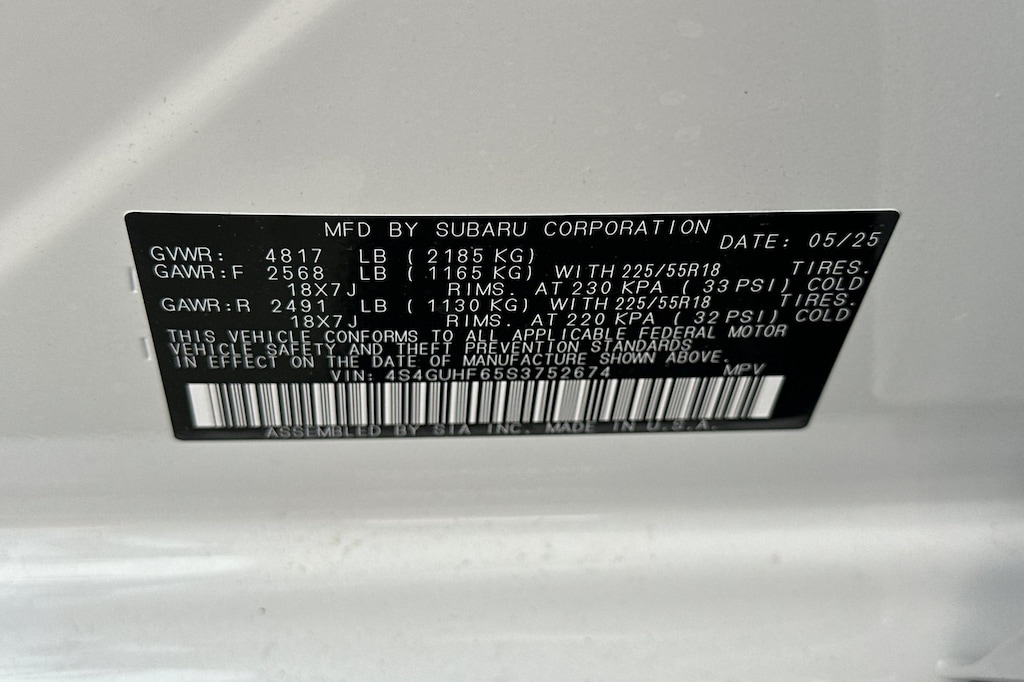 MFD BY SUBARU CORPORATION
DATE: 05/25
GVWR: 4817 LB ( 2185 KG)
GAWR:F 2568 LB ( 1165 KG) WITH 225/55R18 TIRES.
18X7J RIMS. AT 230 KPA ( 33 PSI) COLD
GAWR:R 2491 LB ( 1130 KG) WITH 225/55R18 TIRES.
18X7J RIMS. AT 220 KPA ( 32 PSI) COLD
THIS VEHICLE CONFORMS TO ALL APPLICABLE FEDERAL MOTOR
VEHICLE SAFETY AND THEFT PREVENTION STANDARDS
IN EFFECT ON THE DATE OF MANUFACTURE SHOWN ABOVE.
VIN: 4S4GUHF65S3752674 MPV
ASSEMBLED BY SIA INC. MADE IN U.S.A.